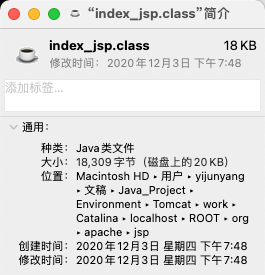 “index_jsp.class”简介
index_jsp.class 18 KB
修改时间：2020年12月3日 下午7:48
添加标签...
通用：
种类：Java类文件
大小：18,309字节（磁盘上的20 KB）
位置：Macintosh HD ▸ 用户 ▸ yijunyang
▸ 文稿 ▸ Java_Project ▸
Environment ▸ Tomcat ▸ work ▸
Catalina ▸ localhost ▸ ROOT ▸ org
▸ apache ▸ jsp
创建时间：2020年12月3日 星期四 下午7:48
修改时间：2020年12月3日 星期四 下午7:48